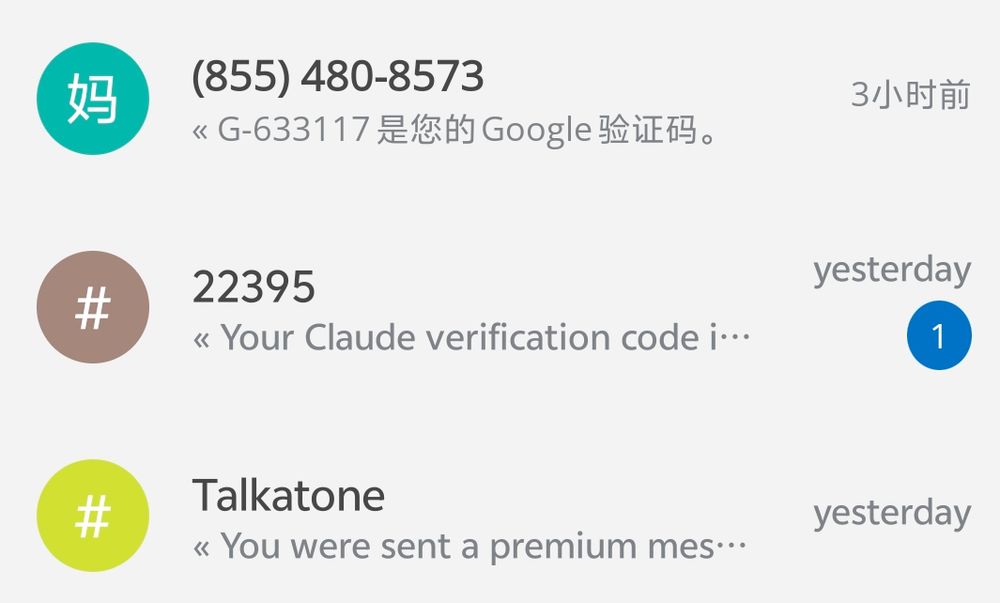 妈
(855) 480-8573
3小时前
« G-633117 是您的Google 验证码。
#
22395
yesterday
« Your Claude verification code i···
1
#
Talkatone
yesterday
« You were sent a premium mes···